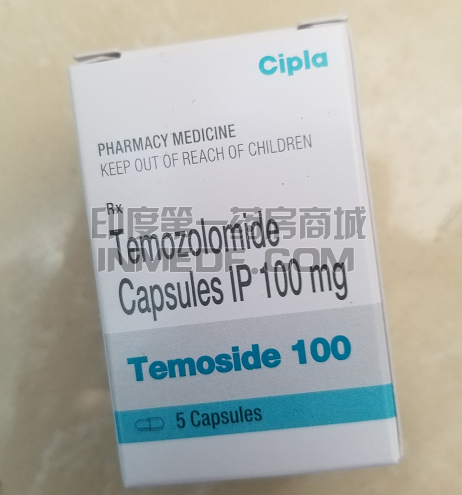 Cipla
PHARMACY MEDICINE
KEEP OUT OF REACH OF CHILDREN
Rx
印度第一药房商城
Temozolomide
INMEDF.COM
Capsules IP 100 mg
Temoside 100
5 Capsules